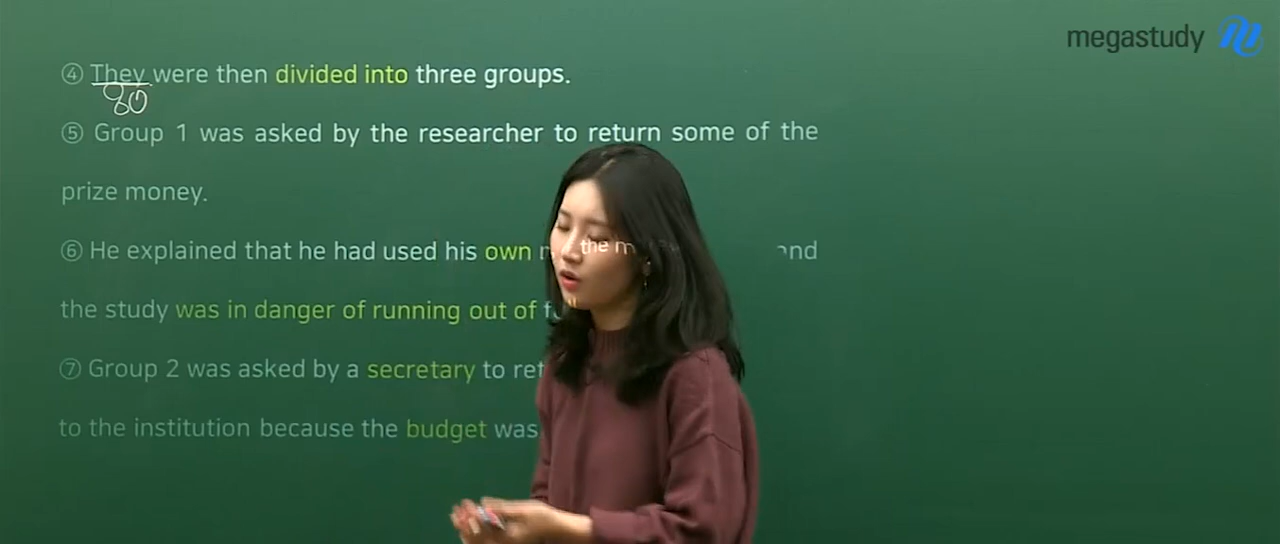 megastudy
④ They were then divided into three groups.
80
⑤ Group 1 was asked by the researcher to return some of the
prize money.
⑥ He explained that he had used his own the
the study was in danger of running out of
⑦ Group 2 was asked by a secretary to
to the institution because the budget was